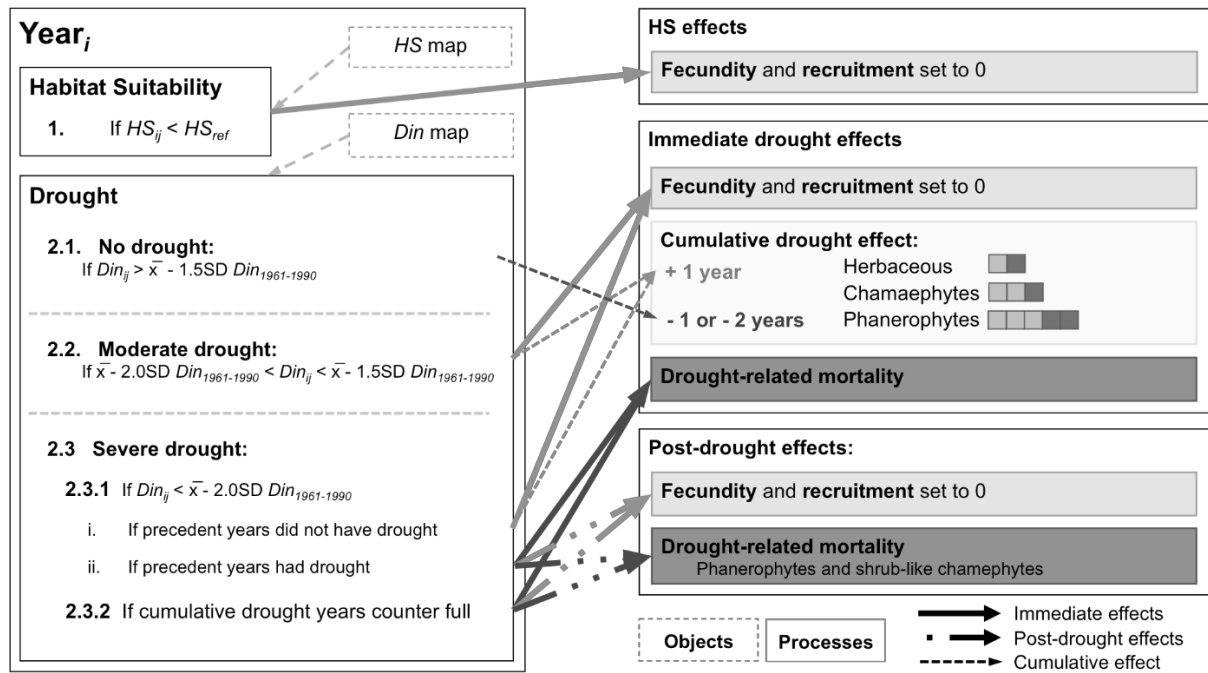 Year_i
HS map
Habitat Suitability
1. If HS_ij < HS_ref
Din map
Drought
2.1. No drought:
If Din_ij > x̅ - 1.5SD Din_1961-1990
2.2. Moderate drought:
If x̅ - 2.0SD Din_1961-1990 < Din_ij < x̅ - 1.5SD Din_1961-1990
2.3 Severe drought:
2.3.1 If Din_ij < x̅ - 2.0SD Din_1961-1990
i. If precedent years did not have drought
ii. If precedent years had drought
2.3.2 If cumulative drought years counter full
HS effects
Fecundity and recruitment set to 0
Immediate drought effects
Fecundity and recruitment set to 0
Cumulative drought effect:
+ 1 year
- 1 or - 2 years
Herbaceous
Chamaephytes
Phanerophytes
Drought-related mortality
Post-drought effects:
Fecundity and recruitment set to 0
Drought-related mortality
Phanerophytes and shrub-like chamephytes
Objects
Processes
Immediate effects
Post-drought effects
Cumulative effect